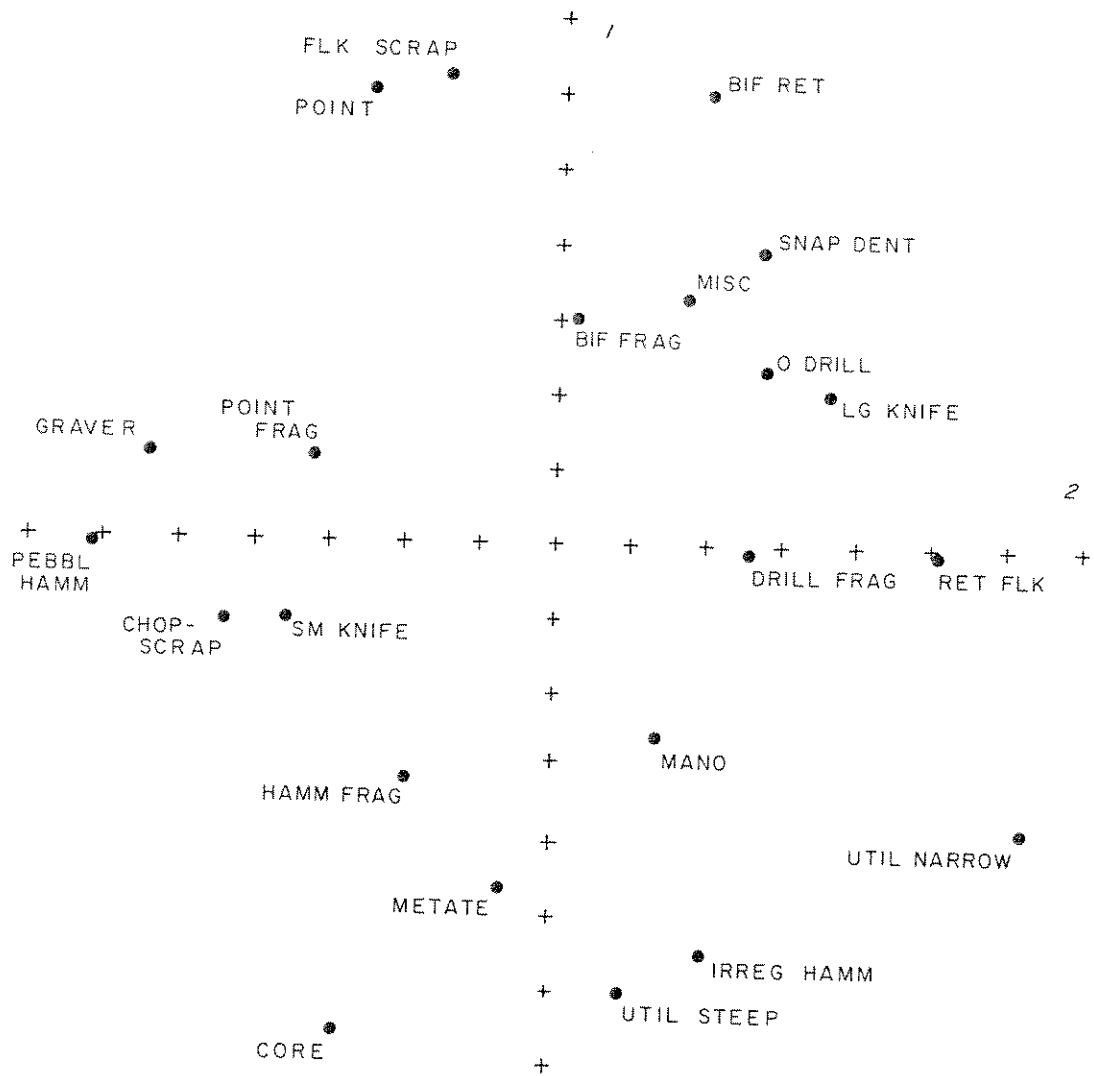 1
FLK SCRAP
POINT
BIF RET
SNAP DENT
MISC
BIF FRAG
O DRILL
LG KNIFE
POINT
FRAG
GRAVER
2
PEBBL
HAMM
DRILL FRAG
RET FLK
CHOP-
SCRAP
SM KNIFE
MANO
HAMM FRAG
UTIL NARROW
METATE
IRREG HAMM
UTIL STEEP
CORE